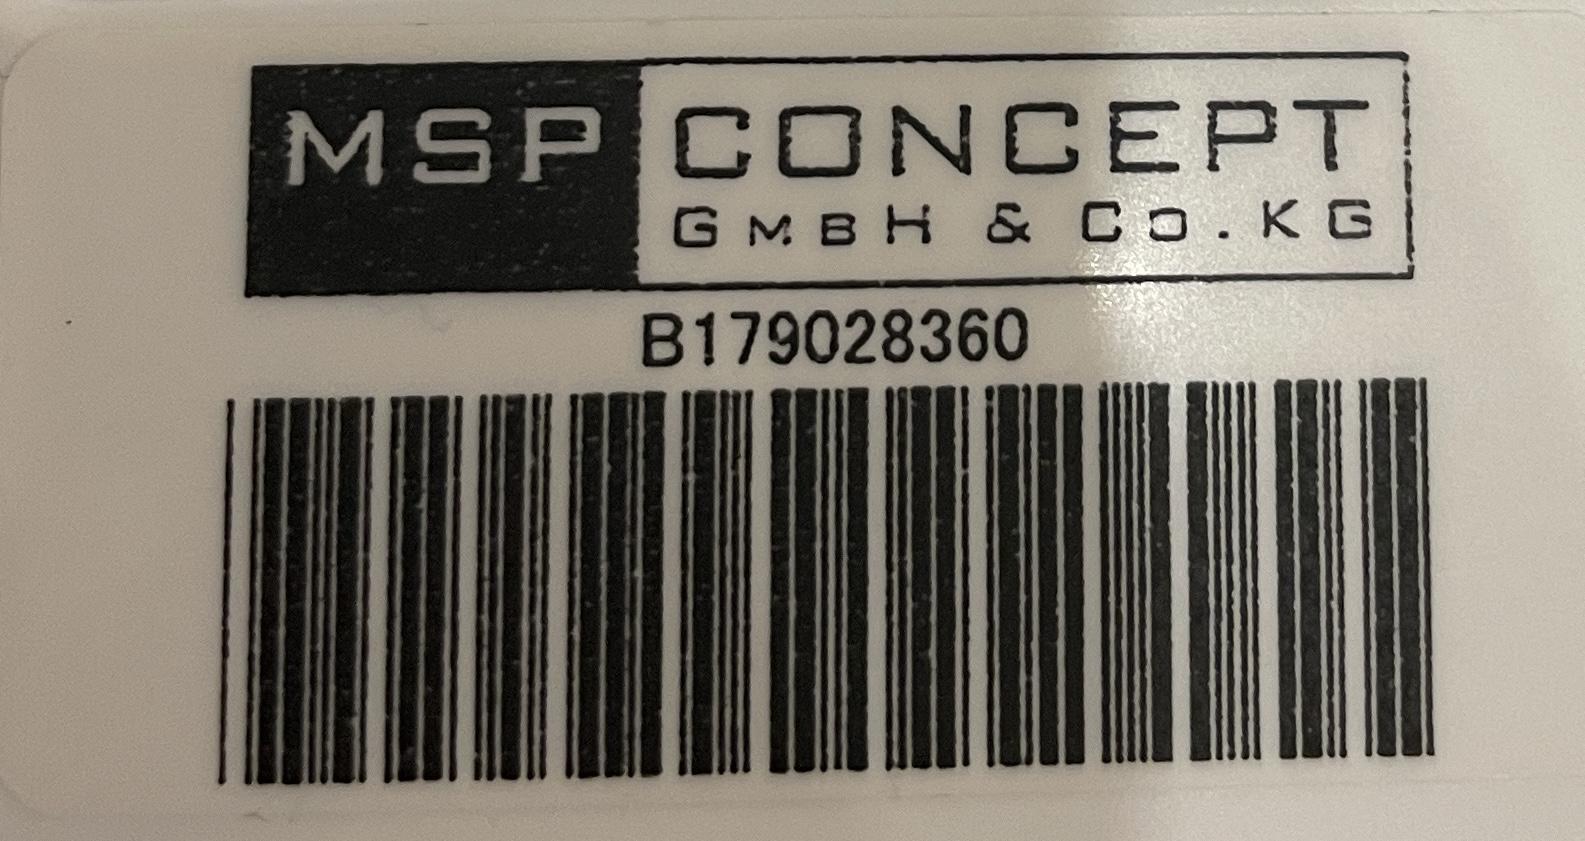 MSP CONCEPT
GMBH & CO.KG
B179028360